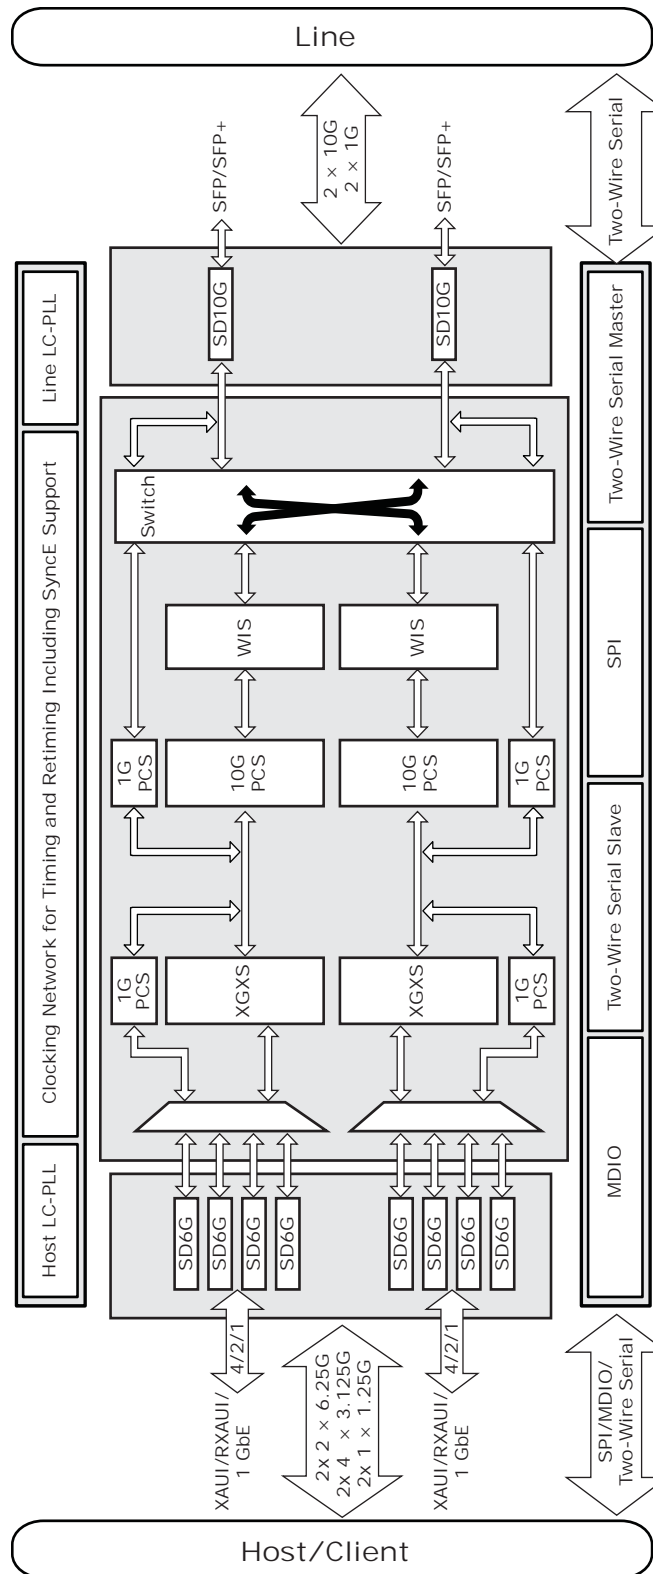 Line
SFP/SFP+
2 × 10G
2 × 1G
SFP/SFP+
Two-Wire Serial
Line LC-PLL
SD10G
SD10G
Two-Wire Serial Master
Clocking Network for Timing and Retiming Including SyncE Support
Switch
WIS
WIS
SPI
1G
PCS
10G
PCS
10G
PCS
1G
PCS
Two-Wire Serial Slave
1G
PCS
XGXS
XGXS
1G
PCS
Host LC-PLL
MDIO
SD6G
SD6G
SD6G
SD6G
SD6G
SD6G
SD6G
SD6G
4/2/1
4/2/1
XAUI/RXAUI/
1 GbE
2x 2 × 6.25G
2x 4 × 3.125G
2x 1 × 1.25G
XAUI/RXAUI/
1 GbE
SPI/MDIO/
Two-Wire Serial
Host/Client